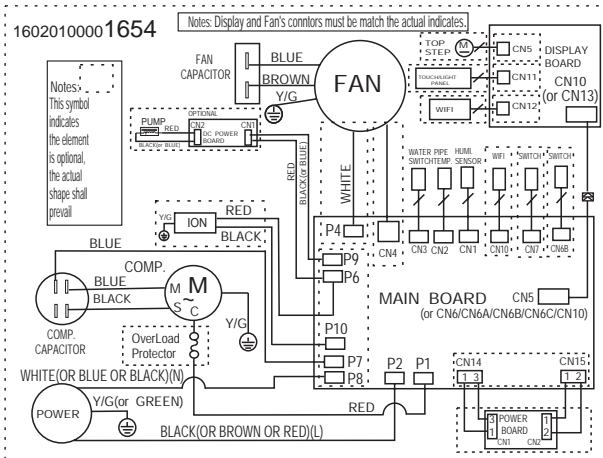 16020100001654
Notes: Display and Fan's conntors must be match the actual indicates.
Notes:
This symbol
indicates
the element
is optional,
the actual
shape shall
prevail
FAN
CAPACITOR
BLUE
BROWN
Y/G
FAN
TOP
STEP
M
CN5
TOUCH/LIGHT
PANEL
CN11
WIFI
CN12
DISPLAY
BOARD
CN10
(or CN13)
OPTIONAL
PUMP
RED
BLACK(or BLUE)
CN2
CN1
DC POWER
BOARD
RED
BLACK(or BLUE)
WHITE
WATER
SWITCH
PIPE
TEMP.
HUMI.
SENSOR
WIFI
SWITCH
SWITCH
P4
CN4
CN3
CN2
CN1
CN10
CN7
CN6B
Y/G
ION
RED
BLACK
P9
P6
P10
P7
P8
P2
P1
MAIN BOARD
CN5
(or CN6/CN6A/CN6B/CN6C/CN10)
BLUE
BLUE
BLACK
COMP.
CAPACITOR
COMP.
M
S
C
M
~
Y/G
OverLoad
Protector
WHITE(OR BLUE OR BLACK)(N)
POWER
Y/G(or GREEN)
RED
BLACK(OR BROWN OR RED)(L)
CN14
1 3
CN15
1 2
3
1
POWER
BOARD
1
2
CN1
CN2